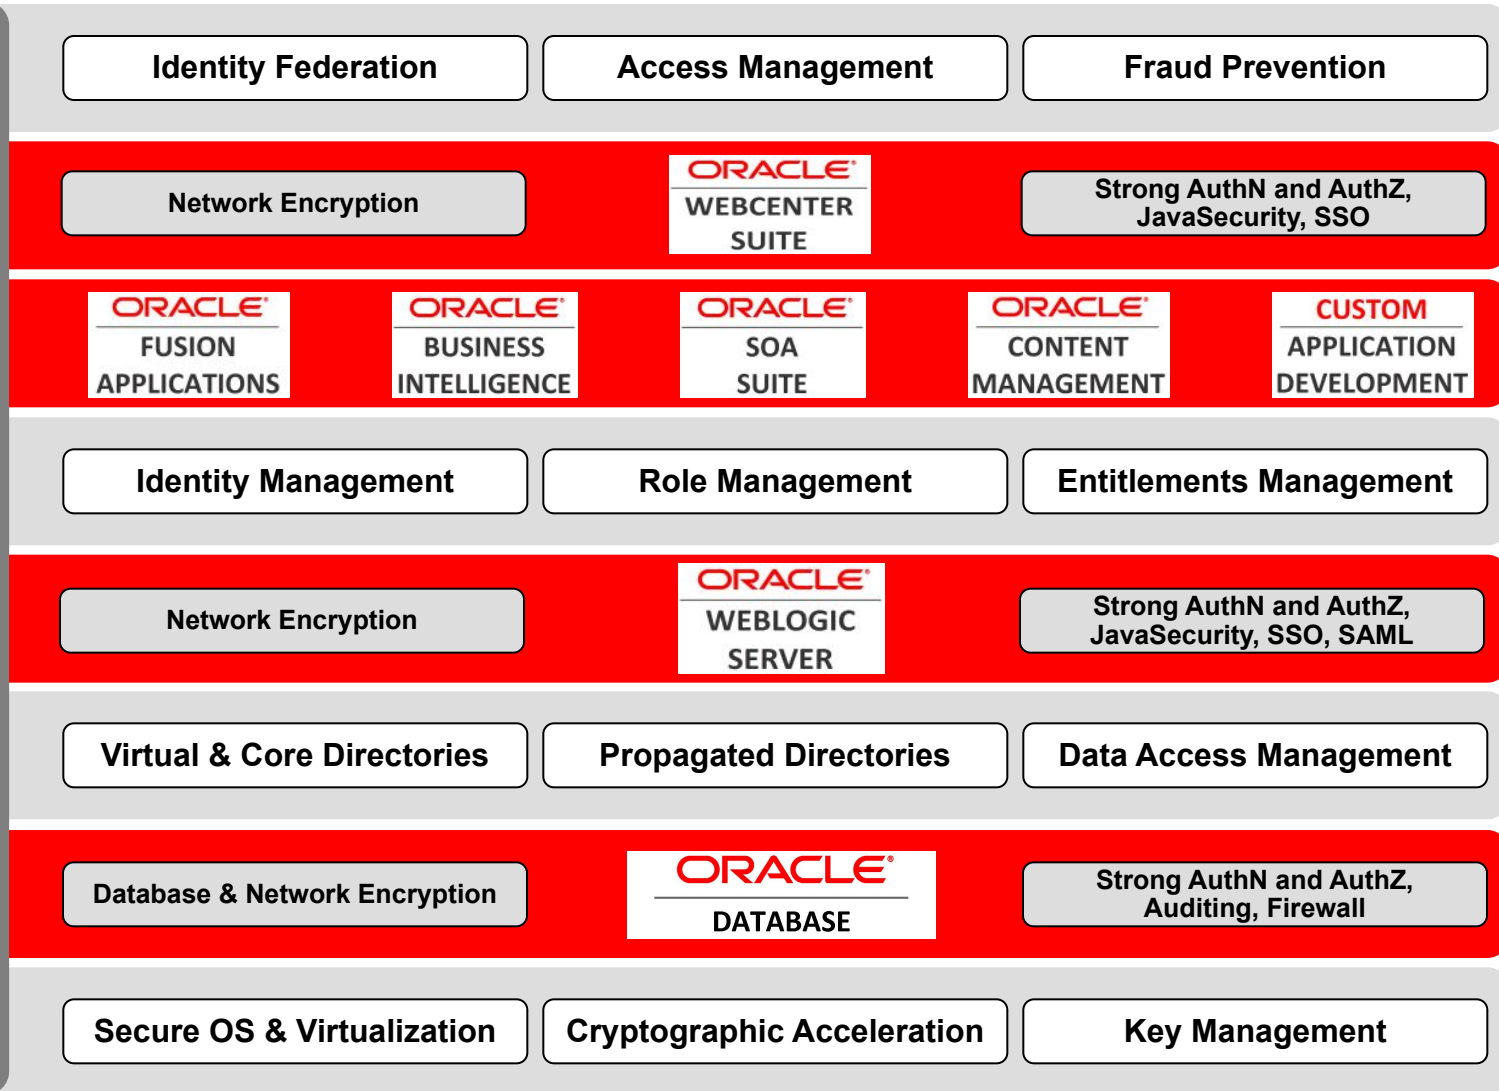 Identity Federation
Access Management
Fraud Prevention
Network Encryption
ORACLE®
WEBCENTER
SUITE
Strong AuthN and AuthZ,
JavaSecurity, SSO
ORACLE®
FUSION
APPLICATIONS
ORACLE®
BUSINESS
INTELLIGENCE
ORACLE®
SOA
SUITE
ORACLE®
CONTENT
MANAGEMENT
CUSTOM
APPLICATION
DEVELOPMENT
Identity Management
Role Management
Entitlements Management
Network Encryption
ORACLE®
WEBLOGIC
SERVER
Strong AuthN and AuthZ,
JavaSecurity, SSO, SAML
Virtual & Core Directories
Propagated Directories
Data Access Management
Database & Network Encryption
ORACLE®
DATABASE
Strong AuthN and AuthZ,
Auditing, Firewall
Secure OS & Virtualization
Cryptographic Acceleration
Key Management